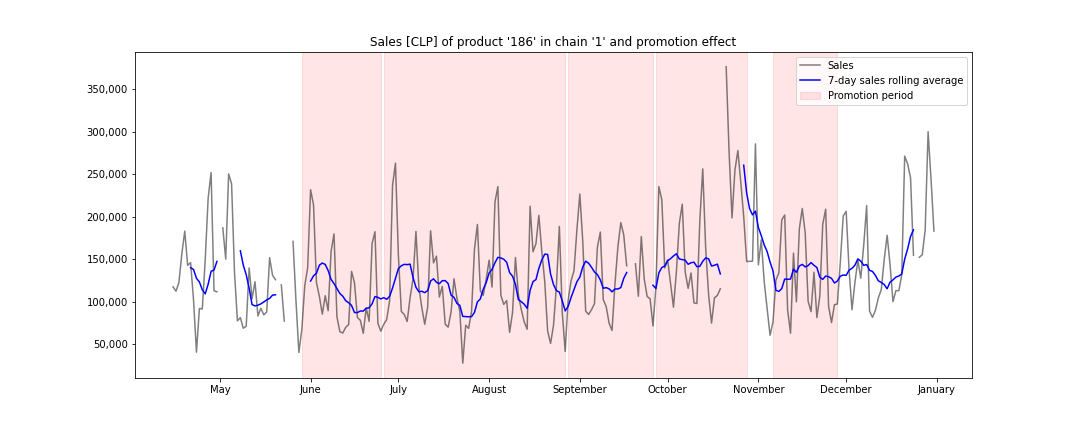 Sales [CLP] of product '186' in chain '1' and promotion effect
Sales
7-day sales rolling average
Promotion period
350,000
300,000
250,000
200,000
150,000
100,000
50,000
May June July August September October November December January